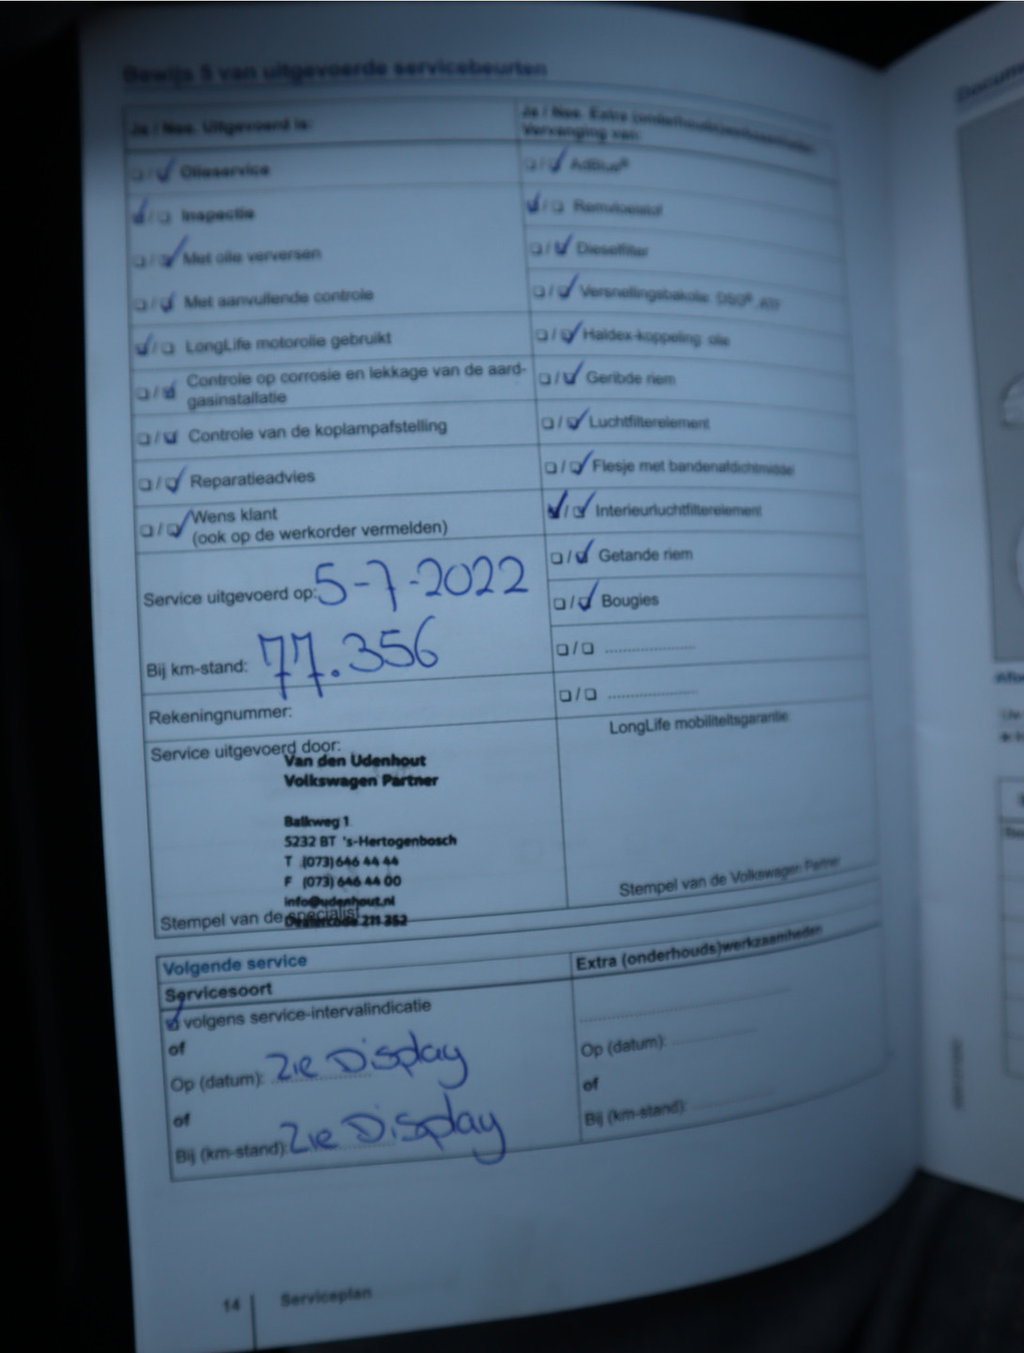 Bewijs 5 van uitgevoerde servicebeurten
Ja / Nee. Uitgevoerd is:
Olieservice
Inspectie
Met olie verversen
Met aanvullende controle
LongLife motorolie gebruikt
Controle op corrosie en lekkage van de aard-
gasinstallatie
Controle van de koplampafstelling
Reparatieadvies
Wens klant
(ook op de werkorder vermelden)
Service uitgevoerd op: 5-7-2022
Bij km-stand: 77.356
Rekeningnummer:
Service uitgevoerd door:
Van den Udenhout
Volkswagen Partner
Balkweg 1
5232 BT 's-Hertogenbosch
T (073) 646 44 44
F (073) 646 44 00
info@udenhout.nl
Stempel van de specialist
Dealercode 211 352
Ja / Nee. Extra (onderhouds)werkzaamheden
Vervanging van:
AdBlue®
Remvloeistof
Dieselfilter
Versnellingsbakolie: DSG®,
Haldex-koppeling: olie
Geribde riem
Luchtfilterelement
Flesje met bandenafdichtmiddel
Interieurluchtfilterelement
Getande riem
Bougies
....................
....................
LongLife mobiliteitsgarantie
Stempel van de Volkswagen Partner
Volgende service
Servicesoort
volgens service-intervalindicatie
of
Op (datum): Zie Display
of
Bij (km-stand): Zie Display
Extra (onderhouds)werkzaamheden
Op (datum): ....................
of
Bij (km-stand): ....................
14 Serviceplan